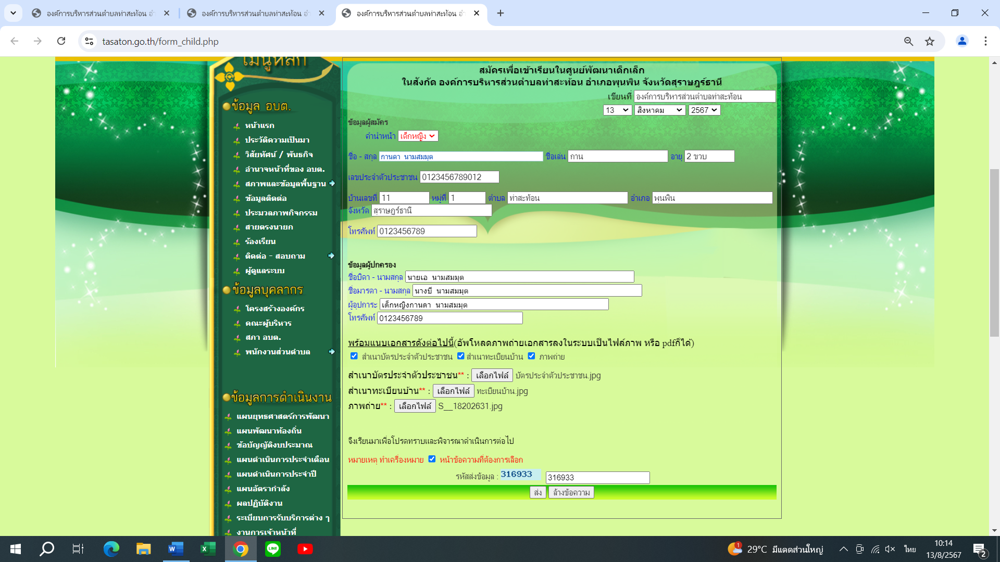 องค์การบริหารส่วนตำบลท่าสะท้อน อำ
องค์การบริหารส่วนตำบลท่าสะท้อน อำ
องค์การบริหารส่วนตำบลท่าสะท้อน อำ
tasaton.go.th/form_child.php
เมนูหลัก
ข้อมูล อบต.
หน้าแรก
ประวัติความเป็นมา
วิสัยทัศน์ / พันธกิจ
อำนาจหน้าที่ของ อบต.
สภาพและข้อมูลพื้นฐาน
ข้อมูลติดต่อ
ประมวลภาพกิจกรรม
สายตรงนายก
ร้องเรียน
ติดต่อ - สอบถาม
ผู้ดูแลระบบ
ข้อมูลบุคลากร
โครงสร้างองค์กร
คณะผู้บริหาร
สภา อบต.
พนักงานส่วนตำบล
ข้อมูลการดำเนินงาน
แผนยุทธศาสตร์การพัฒนา
แผนพัฒนาท้องถิ่น
ข้อบัญญัติงบประมาณ
แผนดำเนินการประจำเดือน
แผนดำเนินการประจำปี
แผนอัตรากำลัง
ผลปฏิบัติงาน
ระเบียบการรับบริการต่าง ๆ
งานการเจ้าหน้าที่
สมัครเพื่อเข้าเรียนในศูนย์พัฒนาเด็กเล็ก
ในสังกัด องค์การบริหารส่วนตำบลท่าสะท้อน อำเภอพุนพิน จังหวัดสุราษฎร์ธานี
เขียนที่ องค์การบริหารส่วนตำบลท่าสะท้อน
13 สิงหาคม 2567
ข้อมูลผู้สมัคร
คำนำหน้า เด็กหญิง
ชื่อ - สกุล กานดา นามสมมุต ชื่อเล่น กาน อายุ 2 ขวบ
เลขประจำตัวประชาชน 0123456789012
บ้านเลขที่ 11 หมู่ที่ 1 ตำบล ท่าสะท้อน อำเภอ พุนพิน
จังหวัด สุราษฎร์ธานี
โทรศัพท์ 0123456789
ข้อมูลผู้ปกครอง
ชื่อบิดา - นามสกุล นายเอ นามสมมุต
ชื่อมารดา - นามสกุล นางบี นามสมมุต
ผู้อุปการะ เด็กหญิงกานดา นามสมมุต
โทรศัพท์ 0123456789
พร้อมแนบเอกสารดังต่อไปนี้(อัพโหลดภาพถ่ายเอกสารลงในระบบเป็นไฟล์ภาพ หรือ pdfก็ได้)
สำเนาบัตรประจำตัวประชาชน สำเนาทะเบียนบ้าน ภาพถ่าย
สำเนาบัตรประจำตัวประชาชน** : เลือกไฟล์ บัตรประจำตัวประชาชน.jpg
สำเนาทะเบียนบ้าน** : เลือกไฟล์ ทะเบียนบ้าน.jpg
ภาพถ่าย** : เลือกไฟล์ S__18202631.jpg
จึงเรียนมาเพื่อโปรดทราบและพิจารณาดำเนินการต่อไป
หมายเหตุ ทำเครื่องหมาย หน้าข้อความที่ต้องการเลือก
รหัสส่งข้อมูล : 316933 316933
ส่ง ล้างข้อความ
1 29°C มีแดดส่วนใหญ่ ไทย 10:14
13/8/2567 2